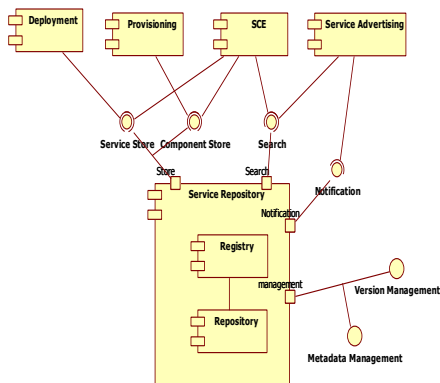 Deployment
Provisioning
SCE
Service Advertising
Service Store
Component Store
Search
Store
Search
Notification
Service Repository
Notification
Registry
management
Version Management
Repository
Metadata Management